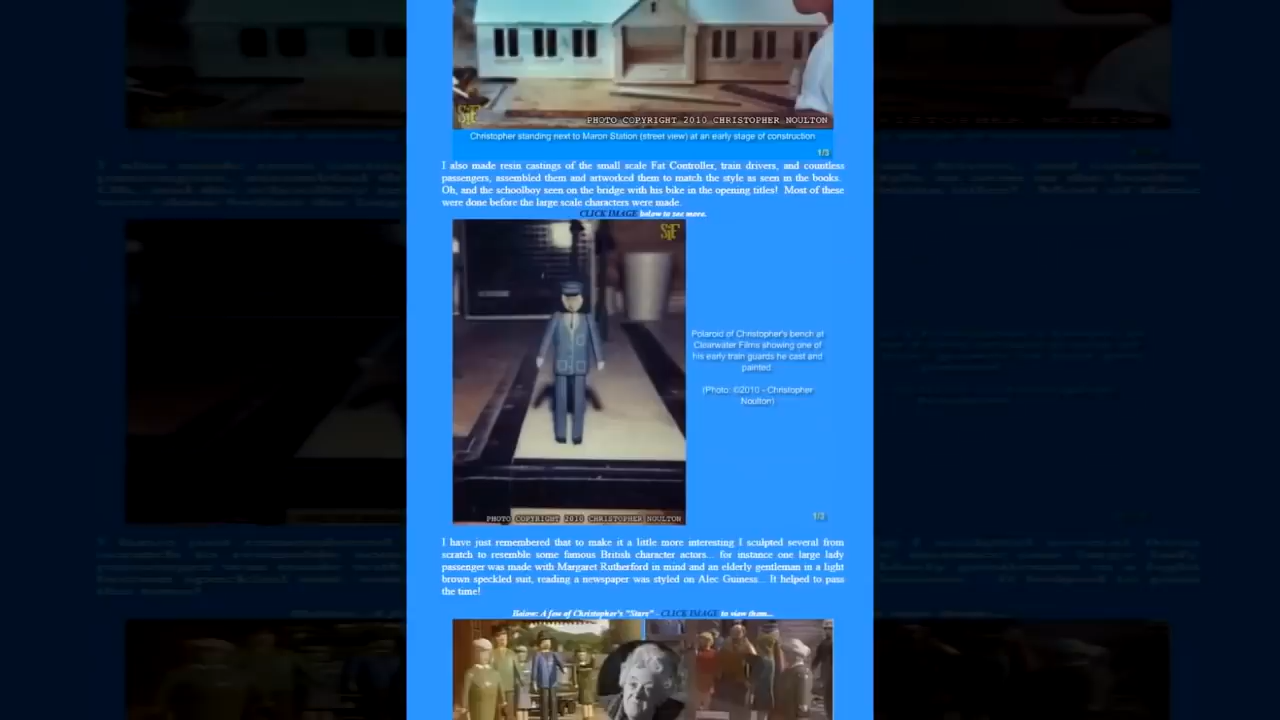 SiF
PHOTO COPYRIGHT 2010 CHRISTOPHER NOULTON
Christopher standing next to Maron Station (street view) at an early stage of construction
1/3
I also made resin castings of the small scale Fat Controller, train drivers, and countless
passengers, assembled them and artworked them to match the style as seen in the books.
Oh, and the schoolboy seen on the bridge with his bike in the opening titles! Most of these
were done before the large scale characters were made.
CLICK IMAGE below to see more.
SiF
Polaroid of Christopher's bench at
Clearwater Films showing one of
his early train guards he cast and
painted.
(Photo: ©2010 - Christopher
Noulton)
PHOTO COPYRIGHT 2010 CHRISTOPHER NOULTON
1/3
I have just remembered that to make it a little more interesting I sculpted several from
scratch to resemble some famous British character actors... for instance one large lady
passenger was made with Margaret Rutherford in mind and an elderly gentleman in a light
brown speckled suit, reading a newspaper was styled on Alec Guiness... It helped to pass
the time!
Below: A few of Christopher's "Stars" - CLICK IMAGE to view them...